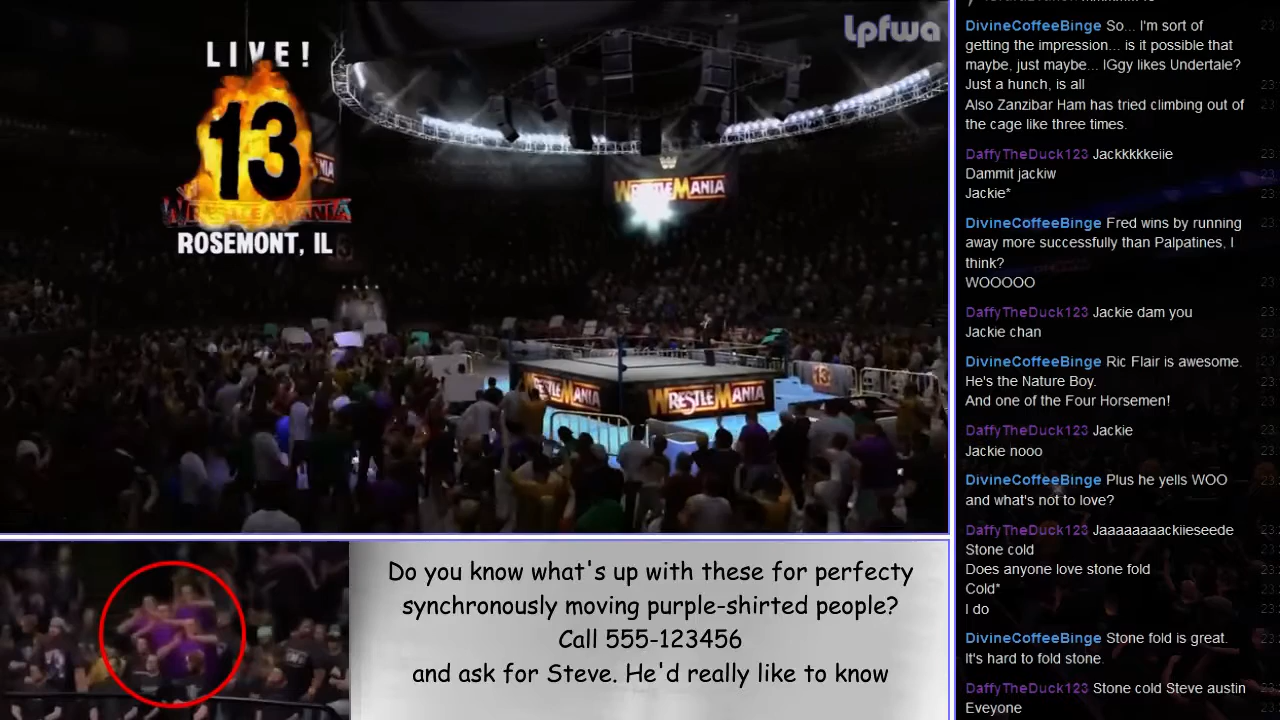 Lpfwa
LIVE!
13
WRESTLEMANIA
ROSEMONT, IL
WRESTLEMANIA
13
WRESTLEMANIA
WRESTLEMANIA
Do you know what's up with these for perfecty
synchronously moving purple-shirted people?
Call 555-123456
and ask for Steve. He'd really like to know
DivineCoffeeBinge So... I'm sort of
getting the impression... is it possible that
maybe, just maybe... IGgy likes Undertale?
Just a hunch, is all
Also Zanzibar Ham has tried climbing out of
the cage like three times.
DaffyTheDuck123 Jackkkkkeiie
Dammit jackiw
Jackie*
DivineCoffeeBinge Fred wins by running
away more successfully than Palpatines, I
think?
WOOOOO
DaffyTheDuck123 Jackie dam you
Jackie chan
DivineCoffeeBinge Ric Flair is awesome.
He's the Nature Boy.
And one of the Four Horsemen!
DaffyTheDuck123 Jackie
Jackie nooo
DivineCoffeeBinge Plus he yells WOO
and what's not to love?
DaffyTheDuck123 Jaaaaaaaackiieseede
Stone cold
Does anyone love stone fold
Cold*
I do
DivineCoffeeBinge Stone fold is great.
It's hard to fold stone.
DaffyTheDuck123 Stone cold Steve austin
Eveyone